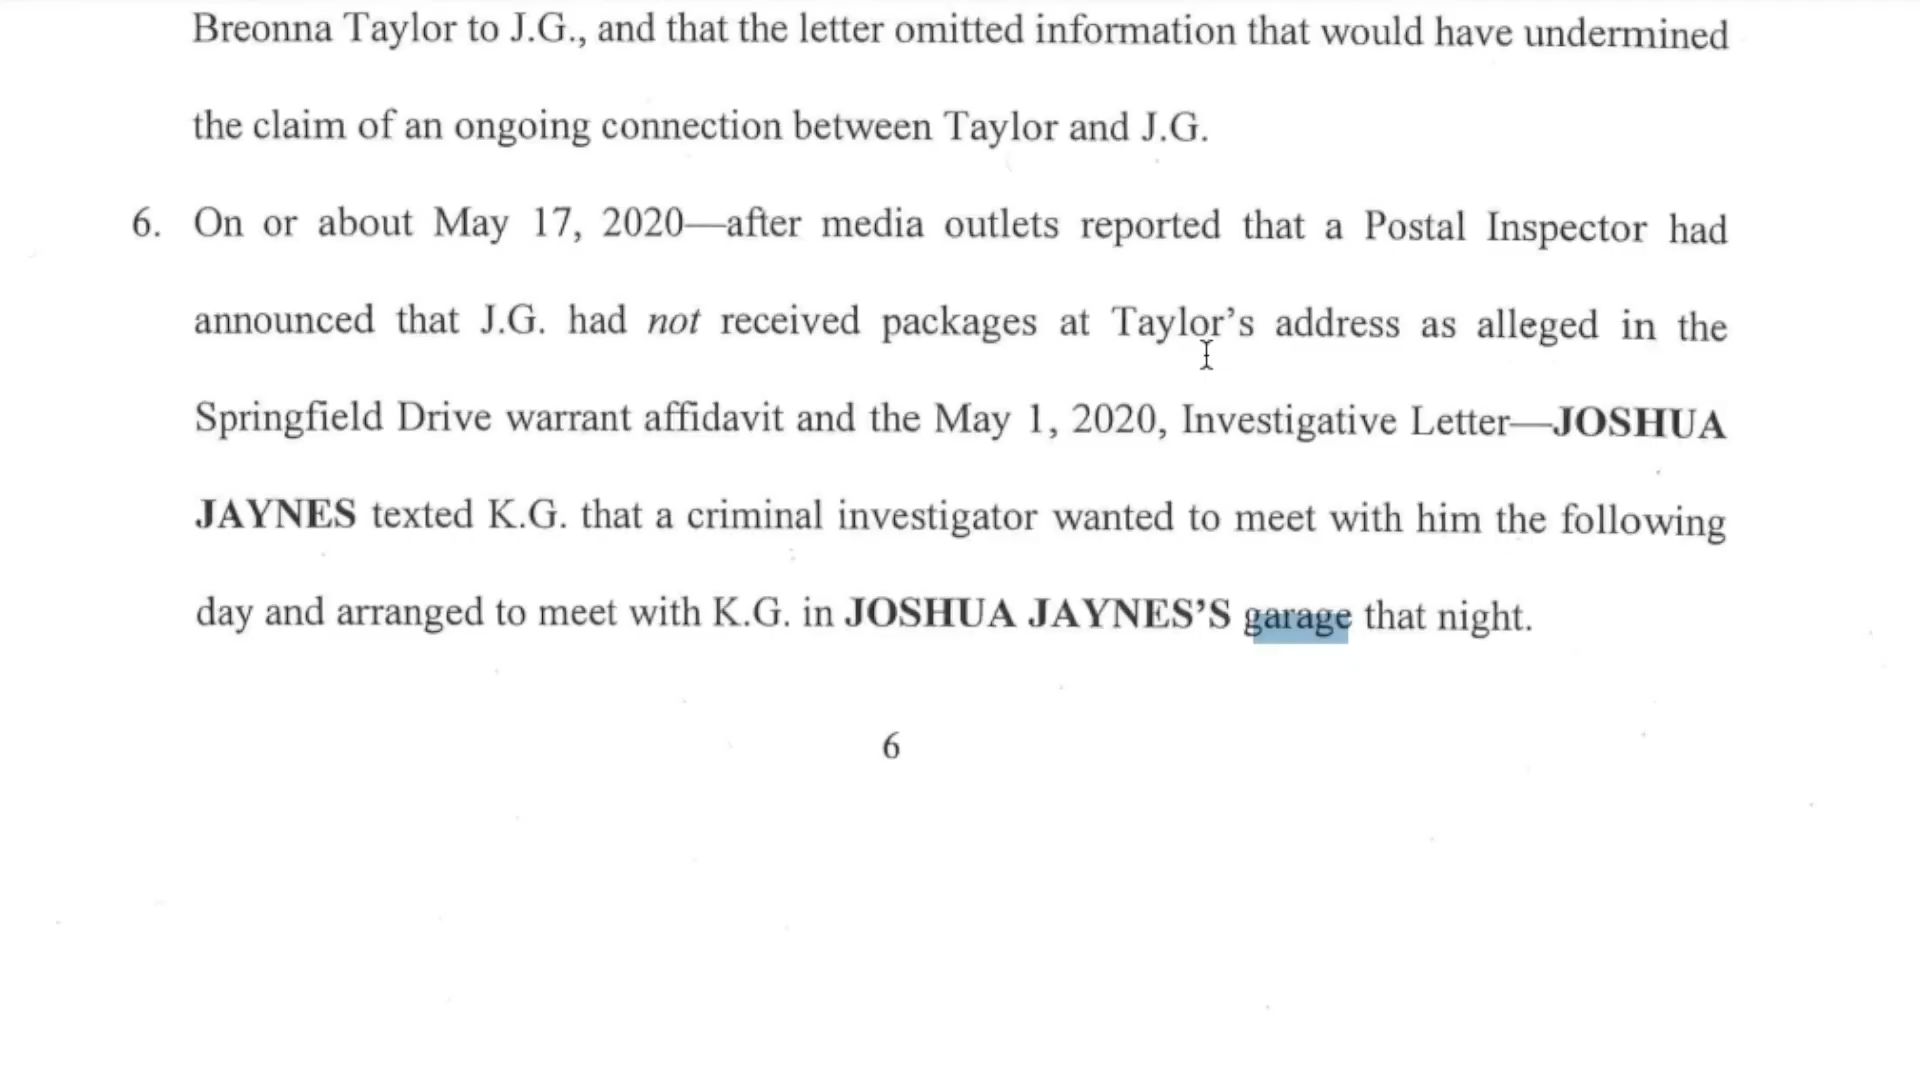 Breonna Taylor to J.G., and that the letter omitted information that would have undermined
the claim of an ongoing connection between Taylor and J.G.
6. On or about May 17, 2020—after media outlets reported that a Postal Inspector had
announced that J.G. had not received packages at Taylor’s address as alleged in the
Springfield Drive warrant affidavit and the May 1, 2020, Investigative Letter—JOSHUA
JAYNES texted K.G. that a criminal investigator wanted to meet with him the following
day and arranged to meet with K.G. in JOSHUA JAYNES’S garage that night.
6